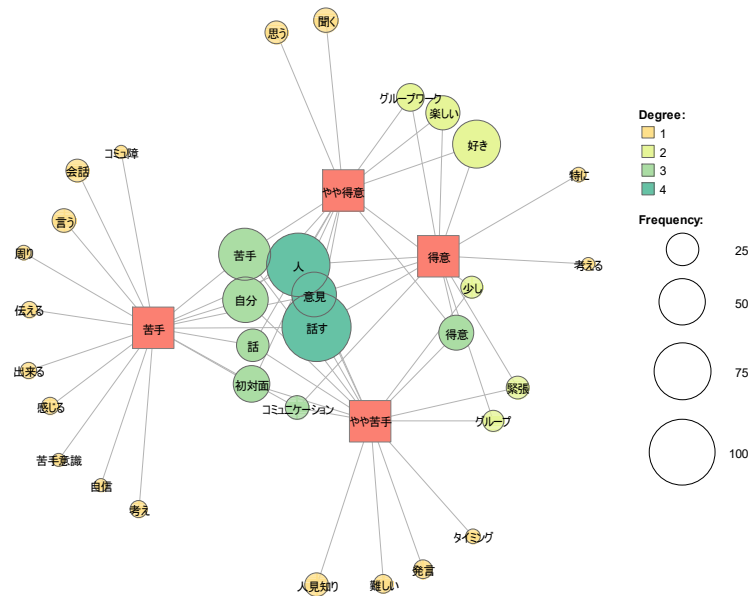 聞く
思う
グループワーク
楽しい
好き
コミュ障
会話
特に
やや得意
言う
苦手
人
得意
周り
考える
自分
意見
少し
伝える
苦手
話す
得意
話
出来る
初対面
緊張
感じる
コミュニケーション
やや苦手
グループ
苦手意識
自信
考え
タイミング
発言
人見知り
難しい
Degree:
1
2
3
4
Frequency:
25
50
75
100